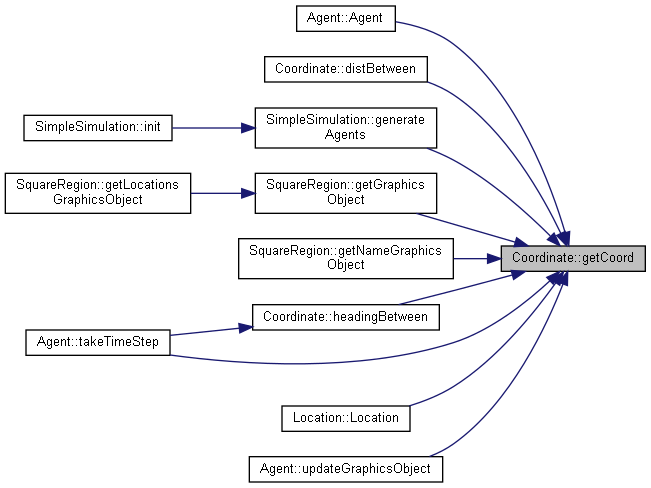 Agent::Agent
Coordinate::distBetween
SimpleSimulation::generate
Agents
SimpleSimulation::init
SquareRegion::getGraphics
Object
SquareRegion::getLocations
GraphicsObject
SquareRegion::getNameGraphics
Object
Coordinate::getCoord
Coordinate::headingBetween
Agent::takeTimeStep
Location::Location
Agent::updateGraphicsObject